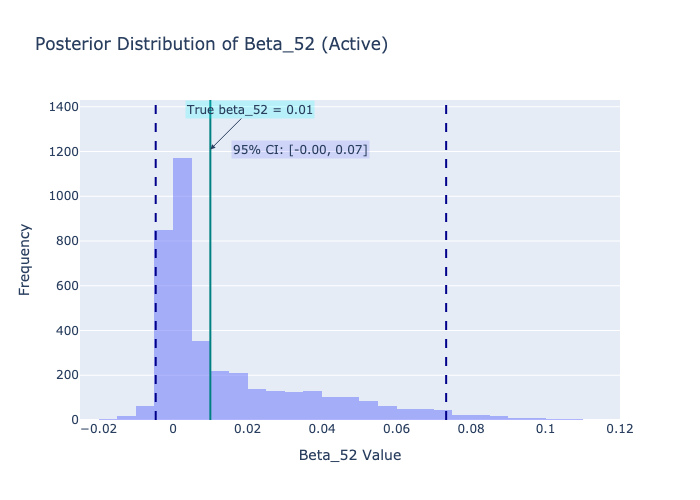 Posterior Distribution of Beta_52 (Active)
True beta_52 = 0.01
95% CI: [-0.00, 0.07]
1400
1200
1000
800
600
400
200
0
Frequency
−0.02 0 0.02 0.04 0.06 0.08 0.1 0.12
Beta_52 Value